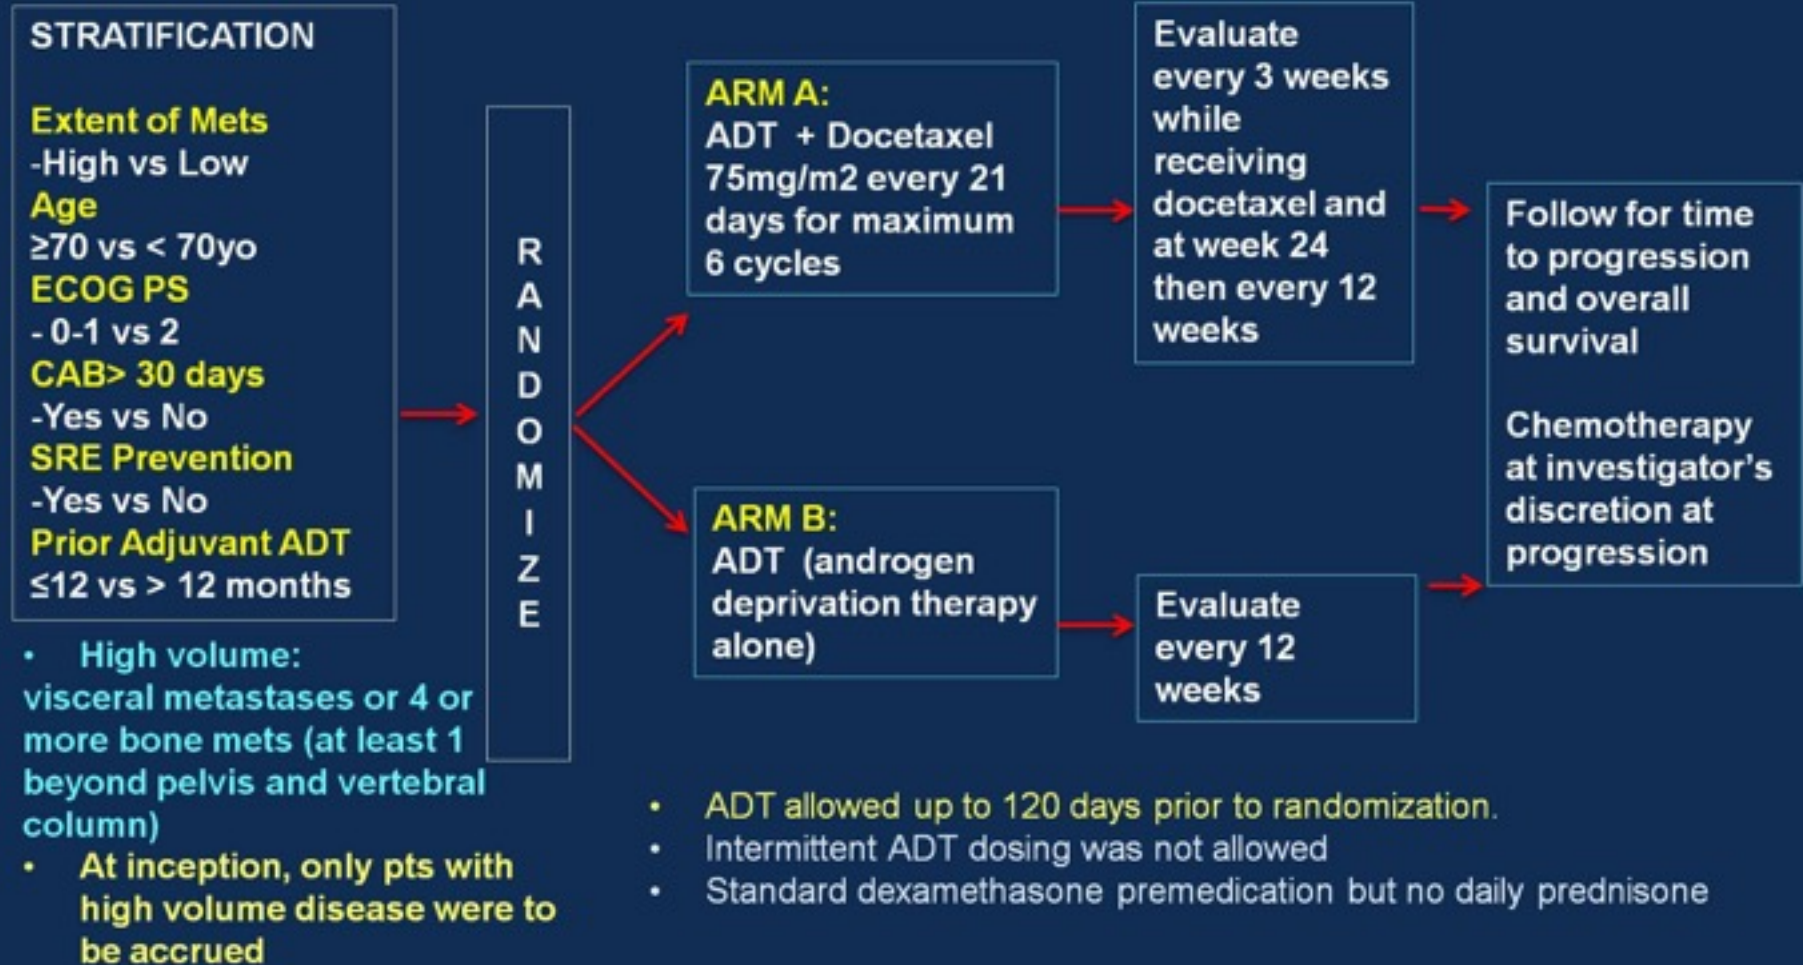 STRATIFICATION
Extent of Mets
-High vs Low
Age
≥70 vs < 70yo
ECOG PS
- 0-1 vs 2
CAB> 30 days
-Yes vs No
SRE Prevention
-Yes vs No
Prior Adjuvant ADT
≤12 vs > 12 months
• High volume:
visceral metastases or 4 or
more bone mets (at least 1
beyond pelvis and vertebral
column)
• At inception, only pts with
high volume disease were to
be accrued
R
A
N
D
O
M
I
Z
E
ARM A:
ADT + Docetaxel
75mg/m2 every 21
days for maximum
6 cycles
Evaluate
every 3 weeks
while
receiving
docetaxel and
at week 24
then every 12
weeks
ARM B:
ADT (androgen
deprivation therapy
alone)
Evaluate
every 12
weeks
Follow for time
to progression
and overall
survival
Chemotherapy
at investigator's
discretion at
progression
• ADT allowed up to 120 days prior to randomization.
• Intermittent ADT dosing was not allowed
• Standard dexamethasone premedication but no daily prednisone